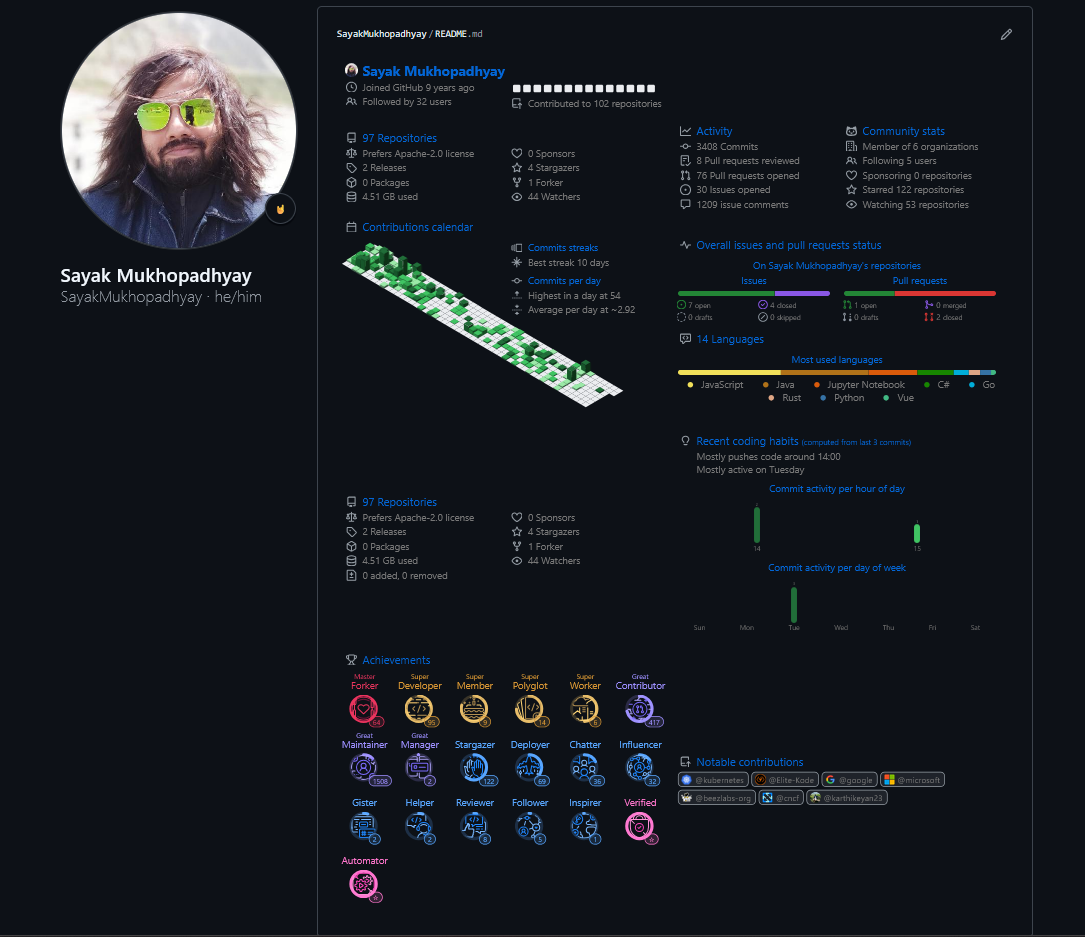 SayakMukhopadhyay / README.md
Sayak Mukhopadhyay
SayakMukhopadhyay · he/him
Sayak Mukhopadhyay
Joined GitHub 9 years ago
Followed by 32 users
Contributed to 102 repositories
97 Repositories
Prefers Apache-2.0 license
2 Releases
0 Packages
4.51 GB used
0 Sponsors
4 Stargazers
1 Forker
44 Watchers
Activity
3408 Commits
8 Pull requests reviewed
76 Pull requests opened
30 Issues opened
1209 issue comments
Community stats
Member of 6 organizations
Following 5 users
Sponsoring 0 repositories
Starred 122 repositories
Watching 53 repositories
Contributions calendar
Commits streaks
Best streak 10 days
Commits per day
Highest in a day at 54
Average per day at ~2.92
Overall issues and pull requests status
On Sayak Mukhopadhyay's repositories
Issues
7 open
4 closed
0 drafts
0 skipped
Pull requests
1 open
0 merged
0 drafts
2 closed
14 Languages
Most used languages
JavaScript
Java
Jupyter Notebook
C#
Go
Rust
Python
Vue
Recent coding habits (computed from last 3 commits)
Mostly pushes code around 14:00
Mostly active on Tuesday
Commit activity per hour of day
14
15
Commit activity per day of week
Sun
Mon
Tue
Wed
Thu
Fri
Sat
97 Repositories
Prefers Apache-2.0 license
2 Releases
0 Packages
4.51 GB used
0 added, 0 removed
0 Sponsors
4 Stargazers
1 Forker
44 Watchers
Achievements
Master
Forker
64
Super
Developer
95
Super
Member
9
Super
Polyglot
14
Super
Worker
6
Great
Contributor
417
Great
Maintainer
1508
Great
Manager
2
Stargazer
122
Deployer
69
Chatter
36
Influencer
32
Gister
2
Helper
2
Reviewer
8
Follower
5
Inspirer
1
Verified
Automator
Notable contributions
@kubernetes
@Elite-Kode
@google
@microsoft
@beezlabs-org
@cncf
@karthikeyan23